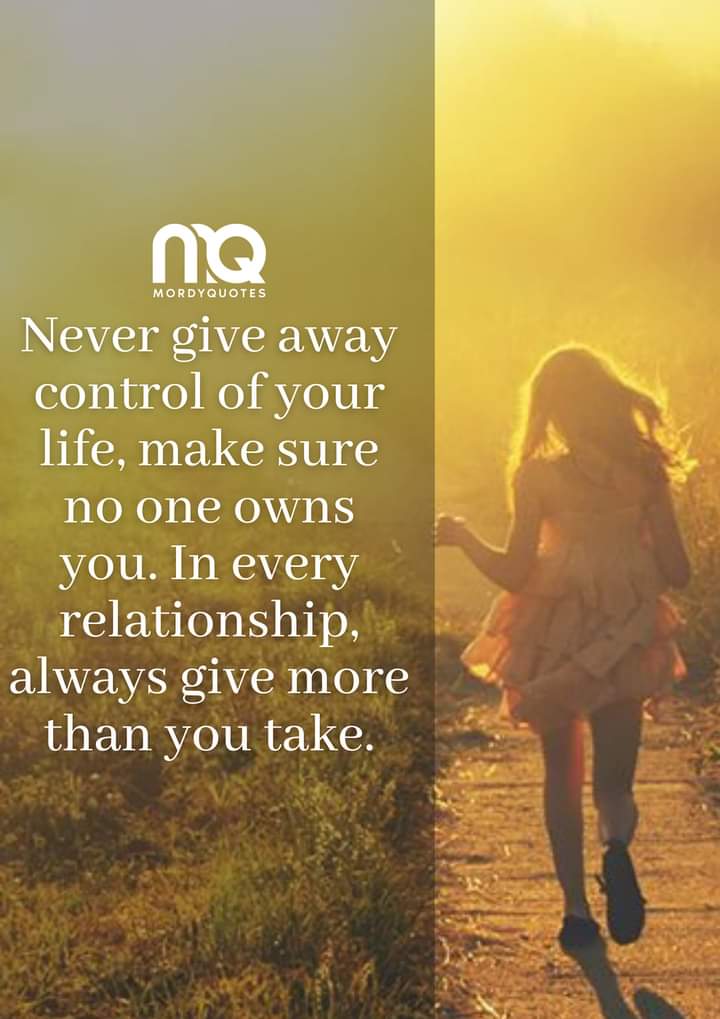 MQ
MORDYQUOTES
Never give away
control of your
life, make sure
no one owns
you. In every
relationship,
always give more
than you take.